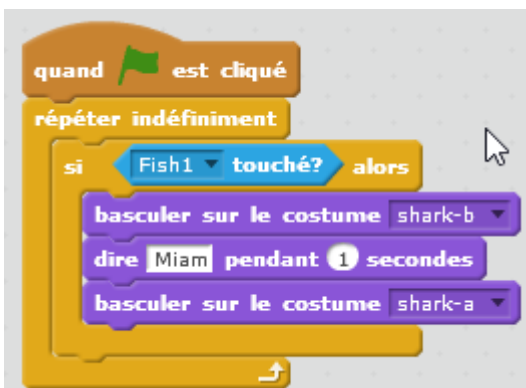 quand est cliqué
répéter indéfiniment
si Fish1 touché? alors
basculer sur le costume shark-b
dire Miam pendant 1 secondes
basculer sur le costume shark-a